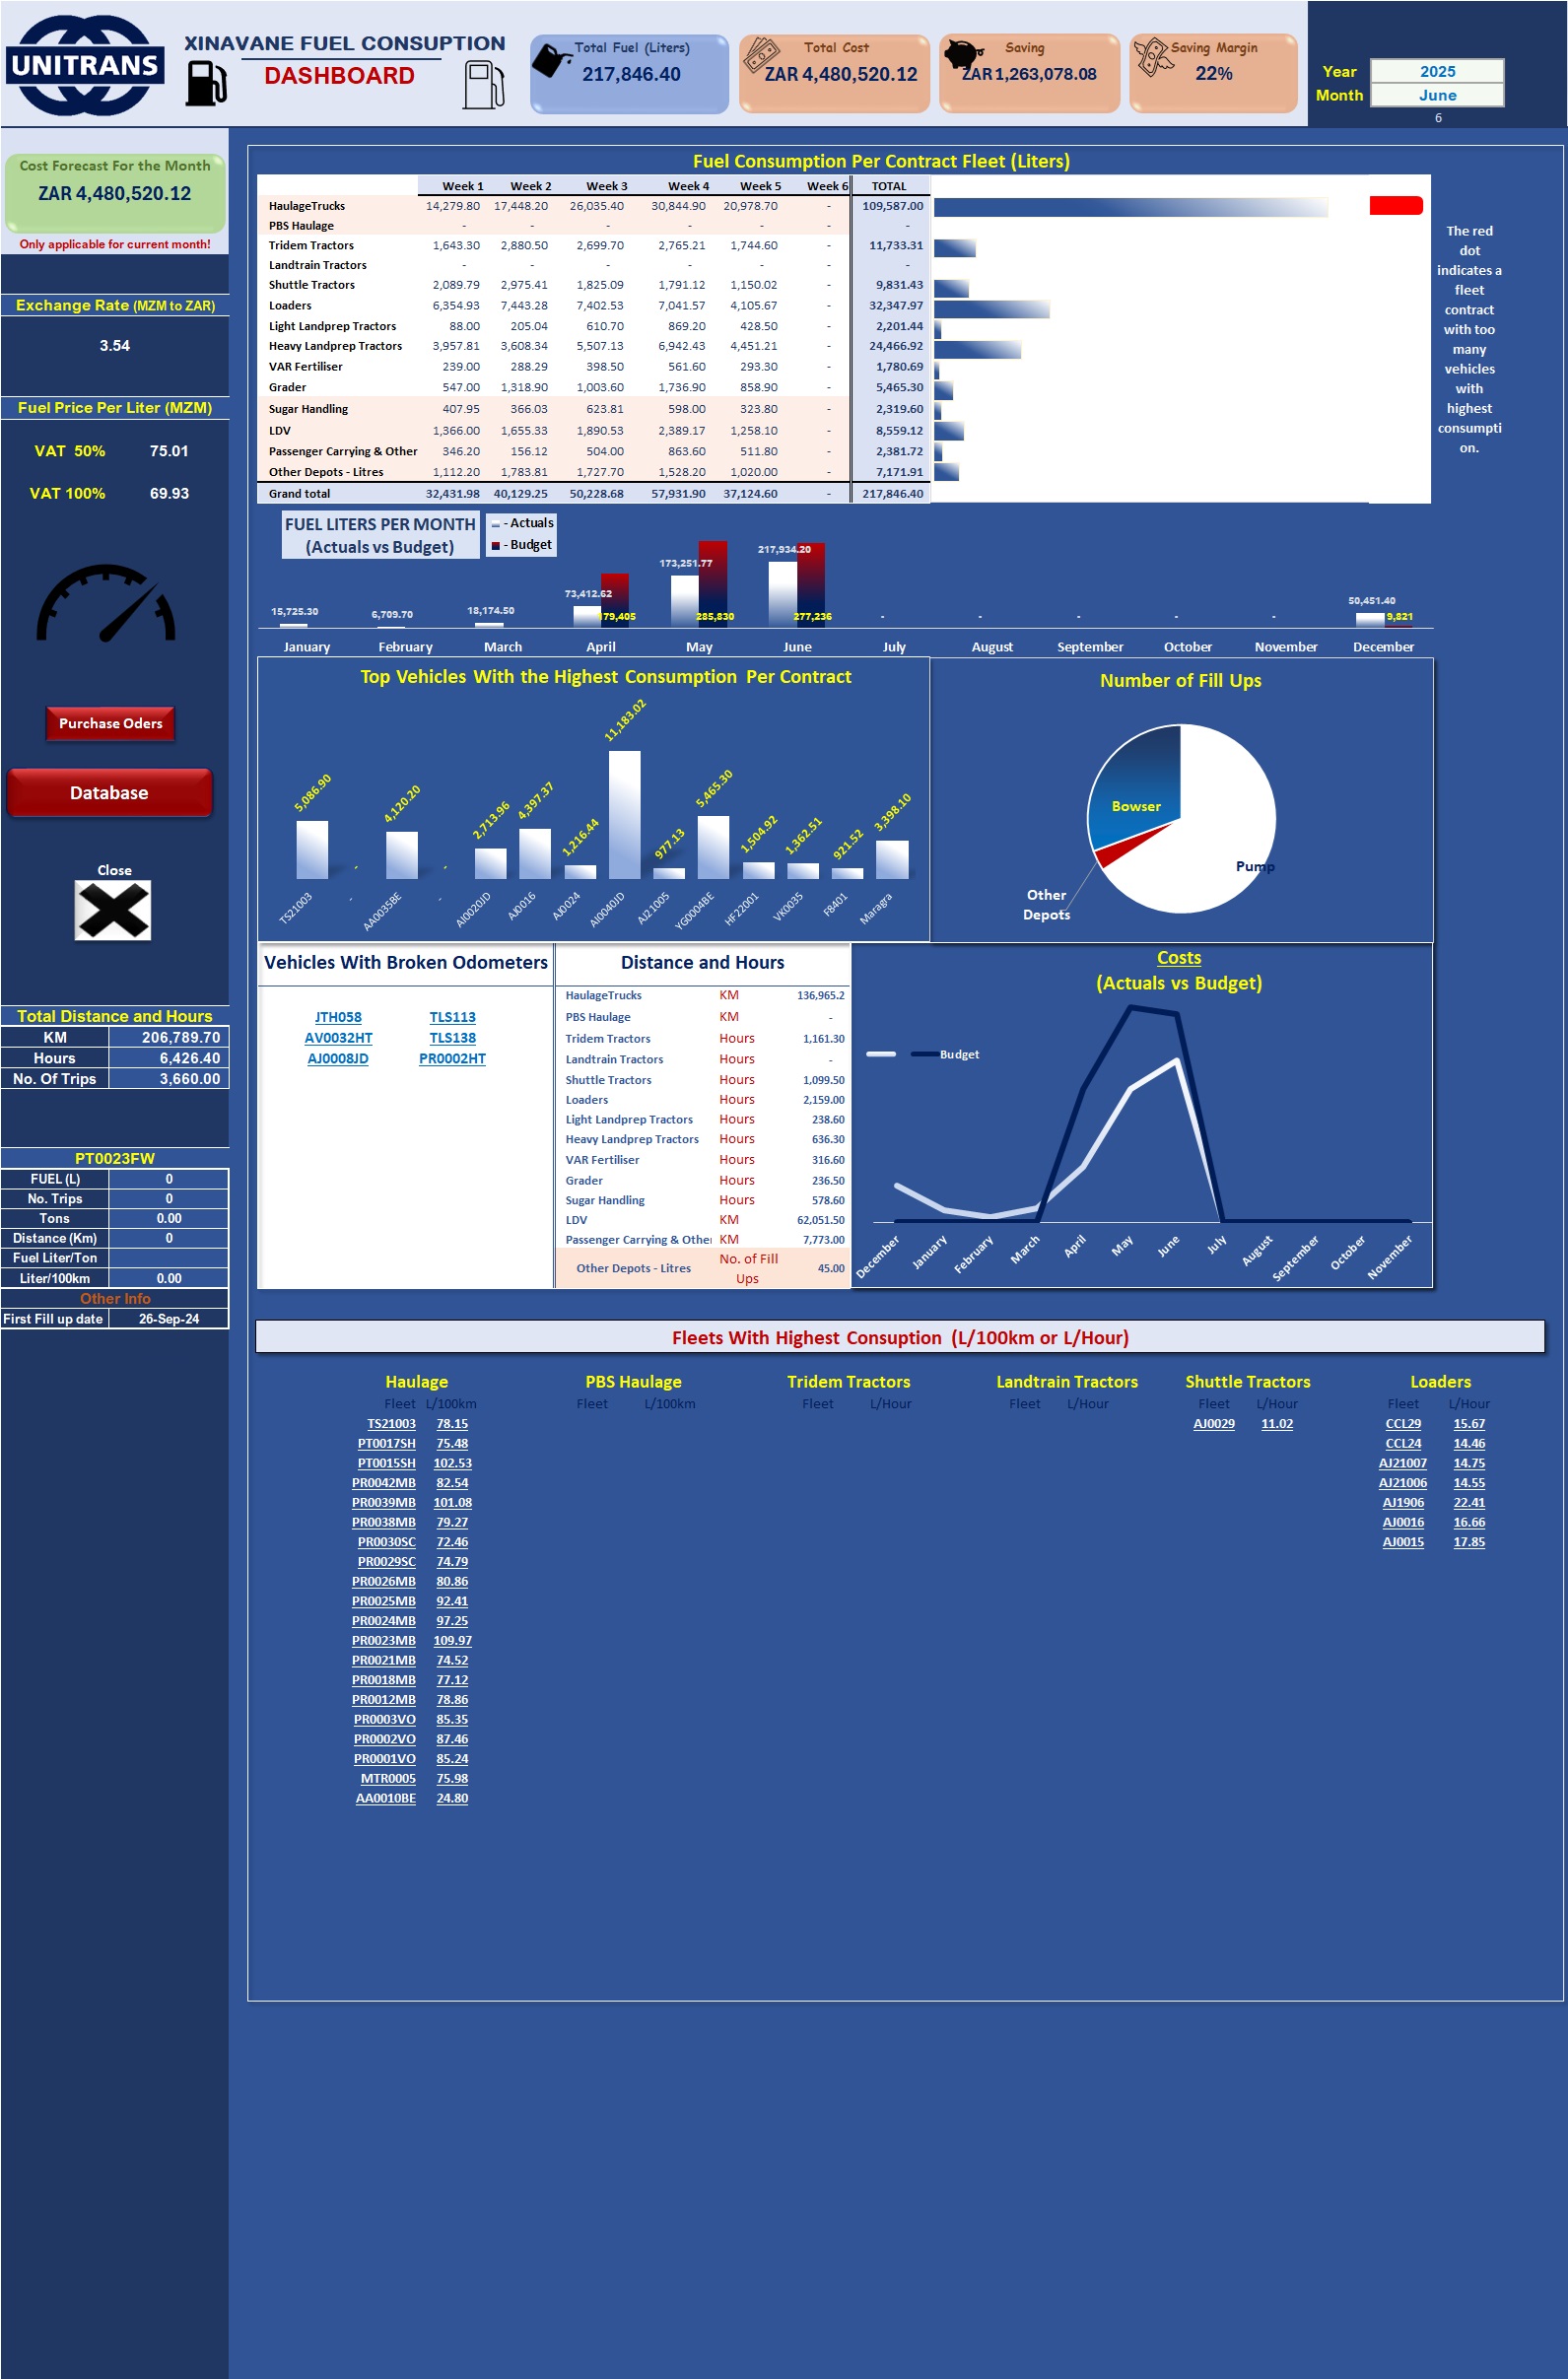 UNITRANS
XINAVANE FUEL CONSUPTION
DASHBOARD
Total Fuel (Liters)
217,846.40
Total Cost
ZAR 4,480,520.12
Saving
ZAR 1,263,078.08
Saving Margin
22%
Year 2025
Month June
6
Cost Forecast For the Month
ZAR 4,480,520.12
Only applicable for current month!
Exchange Rate (MZM to ZAR)
3.54
Fuel Price Per Liter (MZM)
VAT 50% 75.01
VAT 100% 69.93
Purchase Oders
Database
Close
Total Distance and Hours
KM 206,789.70
Hours 6,426.40
No. Of Trips 3,660.00
PT0023FW
FUEL (L) 0
No. Trips 0
Tons 0.00
Distance (Km) 0
Fuel Liter/Ton
Liter/100km 0.00
Other Info
First Fill up date 26-Sep-24
Fuel Consumption Per Contract Fleet (Liters)
Week 1 Week 2 Week 3 Week 4 Week 5 Week 6 TOTAL
HaulageTrucks 14,279.80 17,448.20 26,035.40 30,844.90 20,978.70 - 109,587.00
PBS Haulage - - - - - - -
Tridem Tractors 1,643.30 2,880.50 2,699.70 2,765.21 1,744.60 - 11,733.31
Landtrain Tractors - - - - - - -
Shuttle Tractors 2,089.79 2,975.41 1,825.09 1,791.12 1,150.02 - 9,831.43
Loaders 6,354.93 7,443.28 7,402.53 7,041.57 4,105.67 - 32,347.97
Light Landprep Tractors 88.00 205.04 610.70 869.20 428.50 - 2,201.44
Heavy Landprep Tractors 3,957.81 3,608.34 5,507.13 6,942.43 4,451.21 - 24,466.92
VAR Fertiliser 239.00 288.29 398.50 561.60 293.30 - 1,780.69
Grader 547.00 1,318.90 1,003.60 1,736.90 858.90 - 5,465.30
Sugar Handling 407.95 366.03 623.81 598.00 323.80 - 2,319.60
LDV 1,366.00 1,655.33 1,890.53 2,389.17 1,258.10 - 8,559.12
Passenger Carrying & Other 346.20 156.12 504.00 863.60 511.80 - 2,381.72
Other Depots - Litres 1,112.20 1,783.81 1,727.70 1,528.20 1,020.00 - 7,171.91
Grand total 32,431.98 40,129.25 50,228.68 57,931.90 37,124.60 - 217,846.40
The red
dot
indicates a
fleet
contract
with too
many
vehicles
with
highest
consumpti
on.
FUEL LITERS PER MONTH
(Actuals vs Budget)
- Actuals
- Budget
15,725.30 6,709.70 18,174.50 73,412.62 173,251.77 217,934.20 50,451.40
179,405 285,830 277,236 - - - - - 9,821
January February March April May June July August September October November December
Top Vehicles With the Highest Consumption Per Contract
5,086.90 - 4,120.20 - 2,713.96 4,397.37 1,216.44 11,183.02 977.13 5,465.30 1,504.92 1,362.51 921.52 3,398.10
TS21003 - AA0035BE - AJ0020JD AJ0016 AJ0024 AJ0040JD AJ21005 YG0004BE HF22001 VK0035 F8401 Maragra
Number of Fill Ups
Bowser
Pump
Other
Depots
Vehicles With Broken Odometers
JTH058 TLS113
AV0032HT TLS138
AJ0008JD PR0002HT
Distance and Hours
HaulageTrucks KM 136,965.2
PBS Haulage KM -
Tridem Tractors Hours 1,161.30
Landtrain Tractors Hours -
Shuttle Tractors Hours 1,099.50
Loaders Hours 2,159.00
Light Landprep Tractors Hours 238.60
Heavy Landprep Tractors Hours 636.30
VAR Fertiliser Hours 316.60
Grader Hours 236.50
Sugar Handling Hours 578.60
LDV KM 62,051.50
Passenger Carrying & Other KM 7,773.00
Other Depots - Litres No. of Fill Ups 45.00
Costs
(Actuals vs Budget)
Budget
December January February March April May June July August September October November
Fleets With Highest Consuption (L/100km or L/Hour)
Haulage PBS Haulage Tridem Tractors Landtrain Tractors Shuttle Tractors Loaders
Fleet L/100km Fleet L/100km Fleet L/Hour Fleet L/Hour Fleet L/Hour Fleet L/Hour
TS21003 78.15 AJ0029 11.02 CCL29 15.67
PT0017SH 75.48 CCL24 14.46
PT0015SH 102.53 AJ21007 14.75
PR0042MB 82.54 AJ21006 14.55
PR0039MB 101.08 AJ1906 22.41
PR0038MB 79.27 AJ0016 16.66
PR0030SC 72.46 AJ0015 17.85
PR0029SC 74.79
PR0026MB 80.86
PR0025MB 92.41
PR0024MB 97.25
PR0023MB 109.97
PR0021MB 74.52
PR0018MB 77.12
PR0012MB 78.86
PR0003VO 85.35
PR0002VO 87.46
PR0001VO 85.24
MTR0005 75.98
AA0010BE 24.80